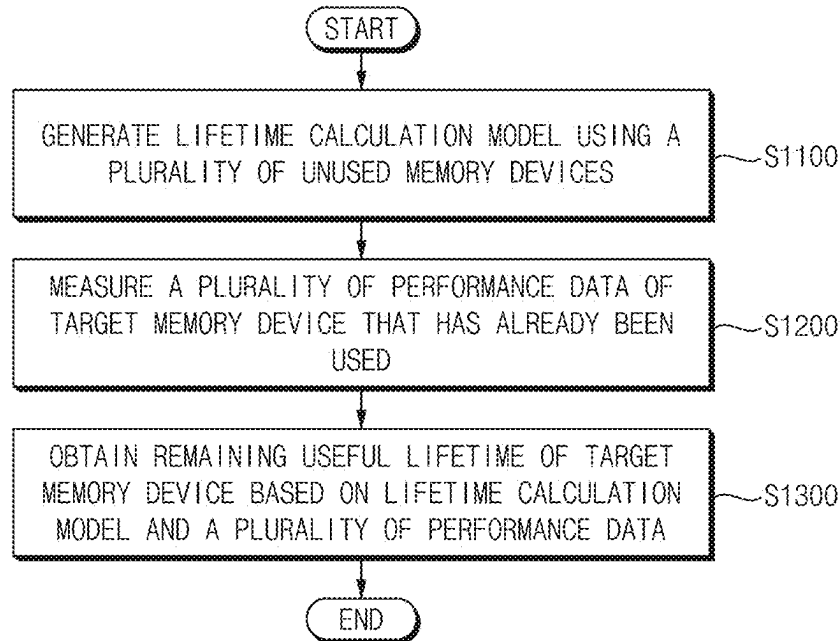 START
GENERATE LIFETIME CALCULATION MODEL USING A
PLURALITY OF UNUSED MEMORY DEVICES
S1100
MEASURE A PLURALITY OF PERFORMANCE DATA OF
TARGET MEMORY DEVICE THAT HAS ALREADY BEEN
USED
S1200
OBTAIN REMAINING USEFUL LIFETIME OF TARGET
MEMORY DEVICE BASED ON LIFETIME CALCULATION
MODEL AND A PLURALITY OF PERFORMANCE DATA
S1300
END